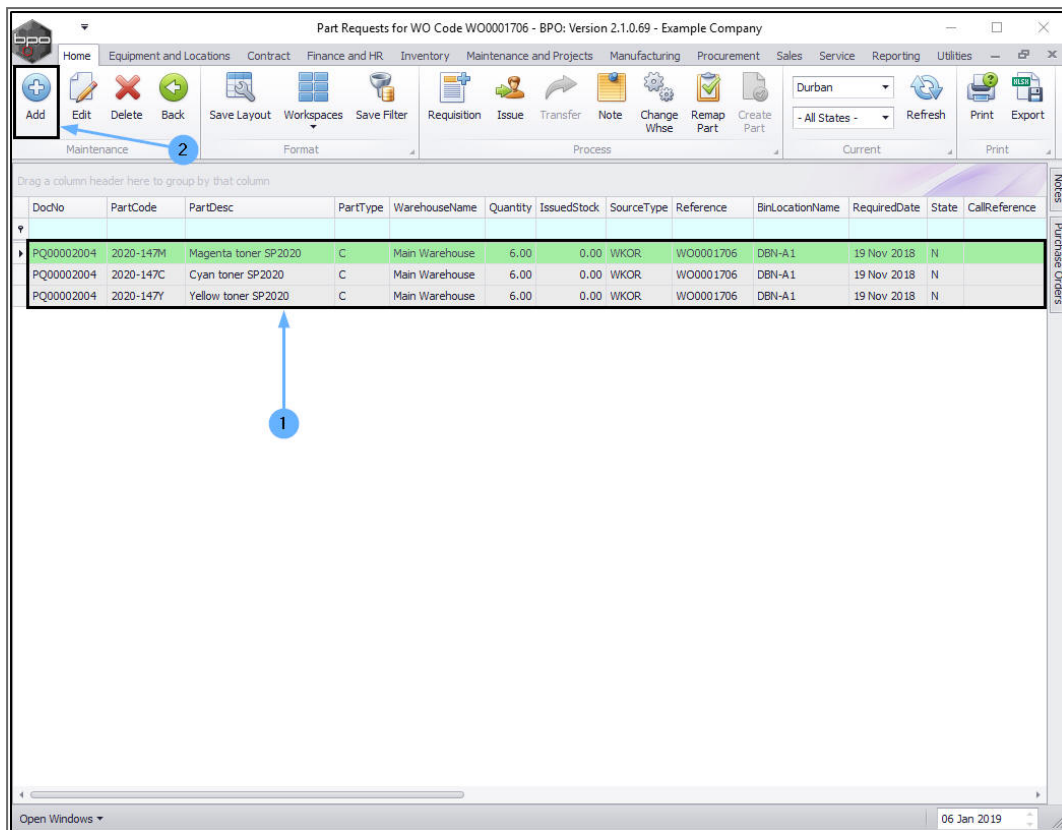 Part Requests for WO Code WO0001706 - BPO: Version 2.1.0.69 - Example Company
bpo
Home Equipment and Locations Contract Finance and HR Inventory Maintenance and Projects Manufacturing Procurement Sales Service Reporting Utilities
Add Edit Delete Back Save Layout Workspaces Save Filter Requisition Issue Transfer Note Change Whse Remap Part Create Part Durban - All States - Refresh Print Export
Maintenance Format Process Current Print
2
Drag a column header here to group by that column
DocNo PartCode PartDesc PartType WarehouseName Quantity IssuedStock SourceType Reference BinLocationName RequiredDate State CallReference
PQ00002004 2020-147M Magenta toner SP2020 C Main Warehouse 6.00 0.00 WKOR WO0001706 DBN-A1 19 Nov 2018 N
PQ00002004 2020-147C Cyan toner SP2020 C Main Warehouse 6.00 0.00 WKOR WO0001706 DBN-A1 19 Nov 2018 N
PQ00002004 2020-147Y Yellow toner SP2020 C Main Warehouse 6.00 0.00 WKOR WO0001706 DBN-A1 19 Nov 2018 N
Notes
Purchase Orders
1
Open Windows 06 Jan 2019